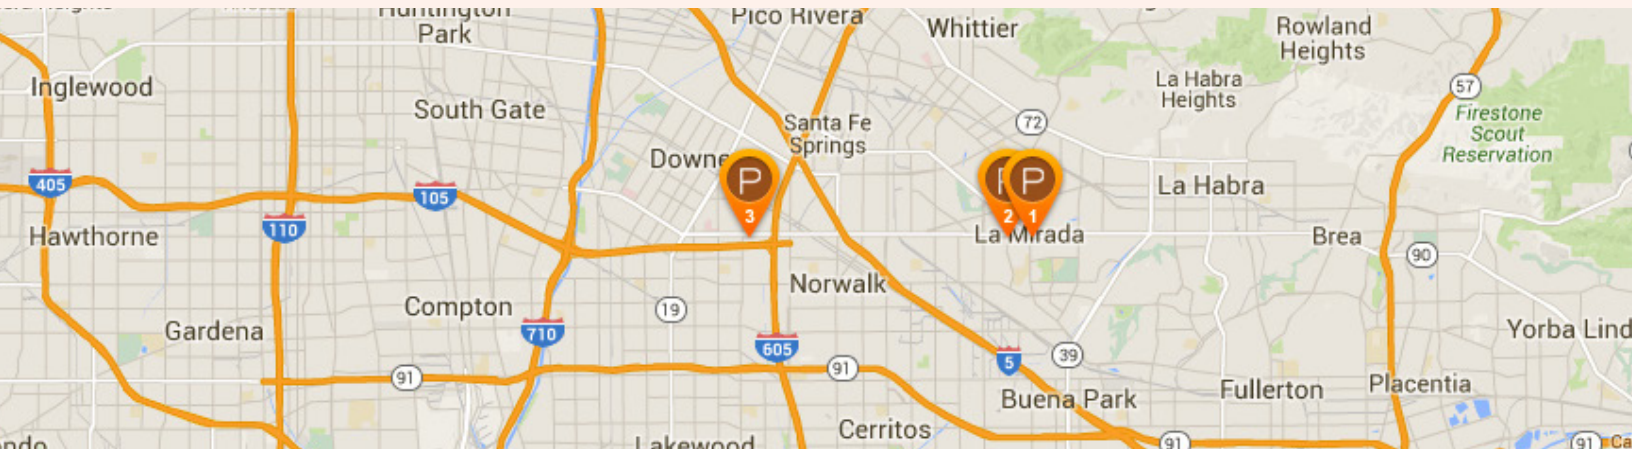 Huntington
Park
Pico Rivera
Whittier
Rowland
Heights
Inglewood
South Gate
La Habra
Heights
57
Firestone
Scout
Reservation
72
Santa Fe
Springs
Downe
405
105
P
3
P
2
P
1
La Habra
110
Hawthorne
La Mirada
Brea
90
Norwalk
Compton
19
Gardena
710
605
5
39
Yorba Lind
91
91
Buena Park
Fullerton
Placentia
Cerritos
Lakewood
91
91
Ca
ndo